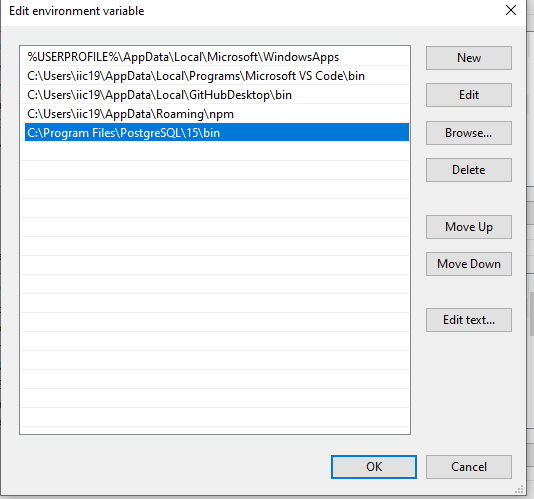 Edit environment variable
%USERPROFILE%\AppData\Local\Microsoft\WindowsApps
C:\Users\iic19\AppData\Local\Programs\Microsoft VS Code\bin
C:\Users\iic19\AppData\Local\GitHubDesktop\bin
C:\Users\iic19\AppData\Roaming\npm
C:\Program Files\PostgreSQL\15\bin
New
Edit
Browse...
Delete
Move Up
Move Down
Edit text...
OK
Cancel